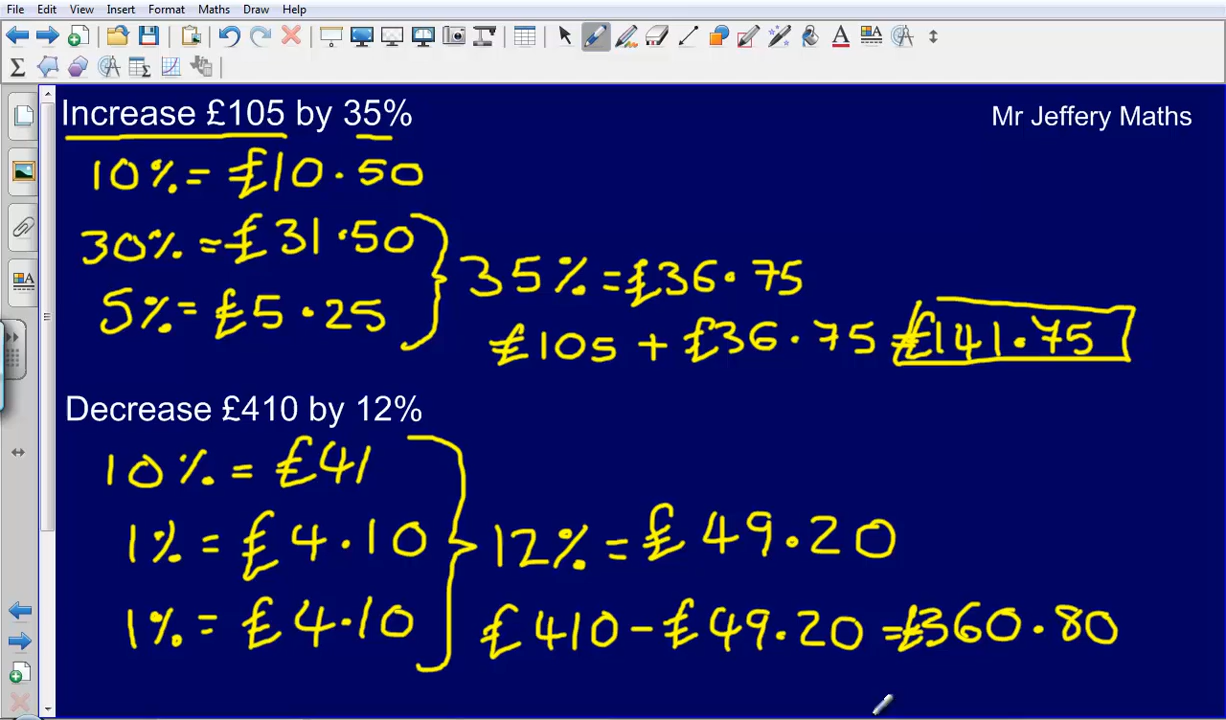 File Edit View Insert Format Maths Draw Help
Increase £105 by 35%
Mr Jeffery Maths
10% = £10.50
30% = £31.50
5% = £5.25
35% = £36.75
£105 + £36.75 = £141.75
Decrease £410 by 12%
10% = £41
1% = £4.10
1% = £4.10
12% = £49.20
£410 - £49.20 = £360.80